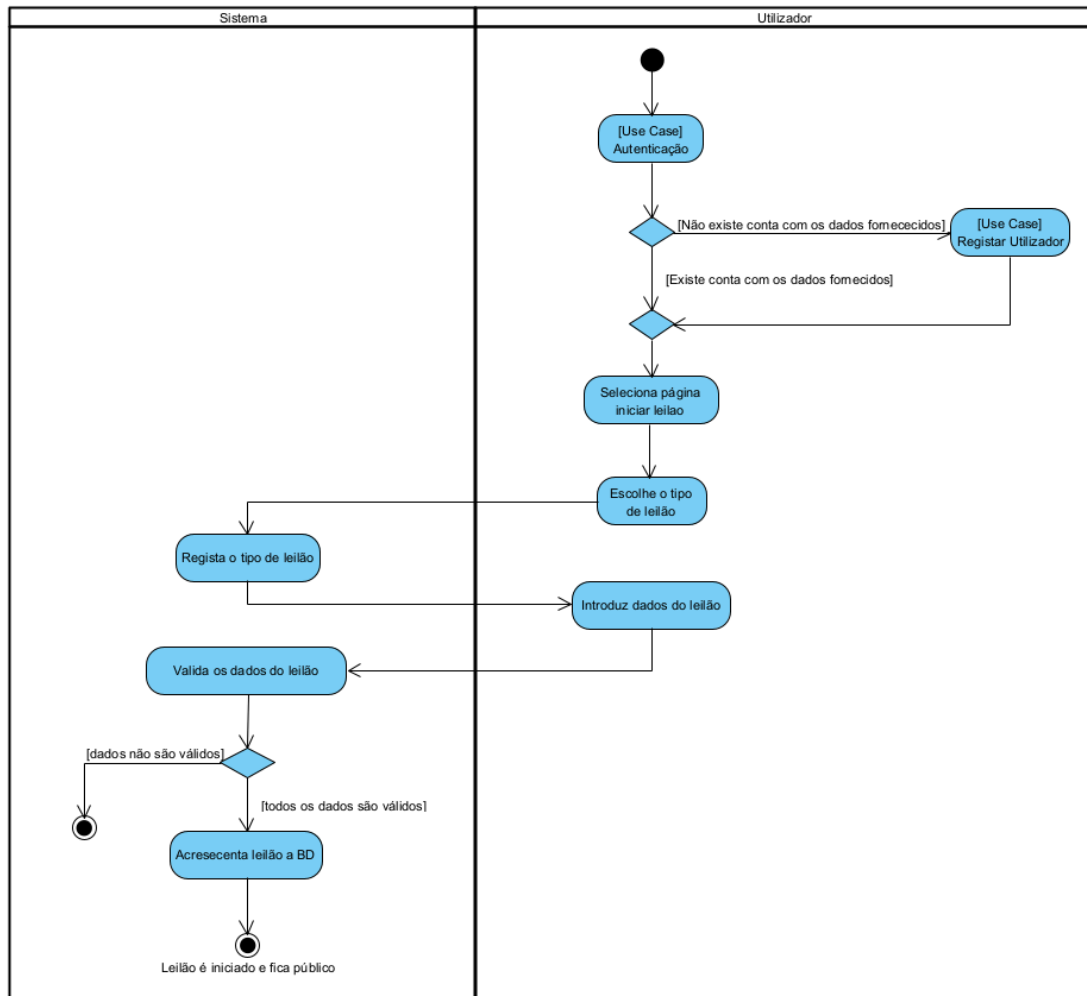 Sistema
Utilizador
[Use Case]
Autenticação
[Não existe conta com os dados fornececidos]
[Use Case]
Registar Utilizador
[Existe conta com os dados fornecidos]
Seleciona página
iniciar leilao
Escolhe o tipo
de leilão
Regista o tipo de leilão
Introduz dados do leilão
Valida os dados do leilão
[dados não são válidos]
[todos os dados são válidos]
Acresecenta leilão a BD
Leilão é iniciado e fica público